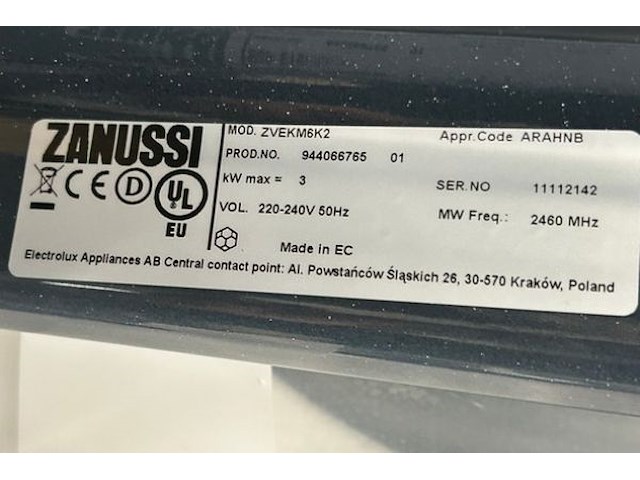 ZANUSSI
MOD. ZVEKM6K2 Appr.Code ARAHNB
PROD.NO. 944066765 01
kW max = 3 SER.NO 11112142
VOL. 220-240V 50Hz MW Freq.: 2460 MHz
CE D UL
EU
Made in EC
Electrolux Appliances AB Central contact point: Al. Powstańców Śląskich 26, 30-570 Kraków, Poland